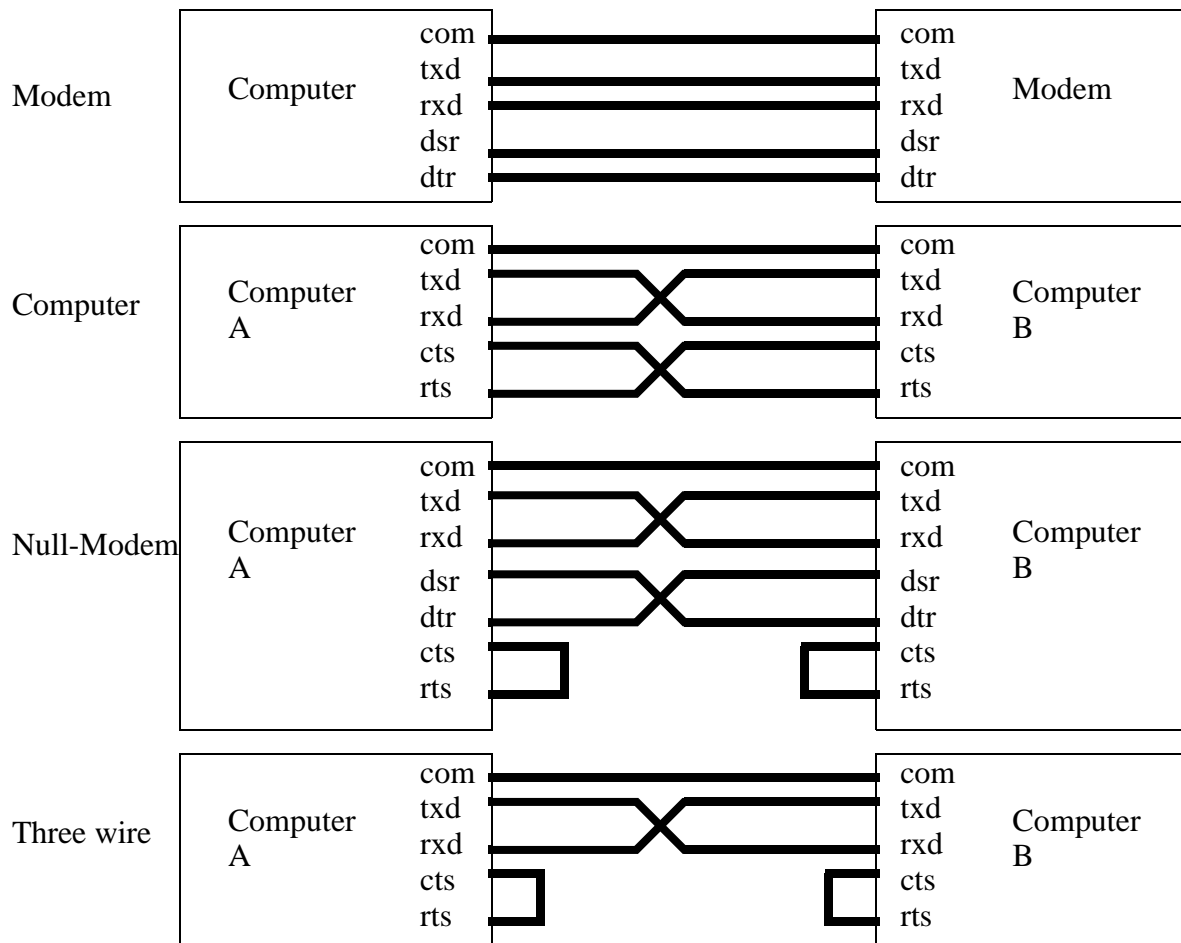 Modem
Computer
com
txd
rxd
dsr
dtr
com
txd
rxd
dsr
dtr
Modem
Computer
Computer
A
com
txd
rxd
cts
rts
com
txd
rxd
cts
rts
Computer
B
Null-Modem
Computer
A
com
txd
rxd
dsr
dtr
cts
rts
com
txd
rxd
dsr
dtr
cts
rts
Computer
B
Three wire
Computer
A
com
txd
rxd
cts
rts
com
txd
rxd
cts
rts
Computer
B